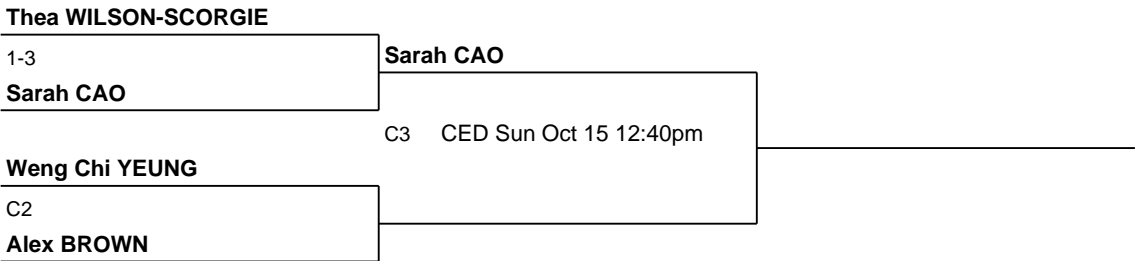 Thea WILSON-SCORGIE
1-3
Sarah CAO
Sarah CAO
C3 CED Sun Oct 15 12:40pm
Weng Chi YEUNG
C2
Alex BROWN